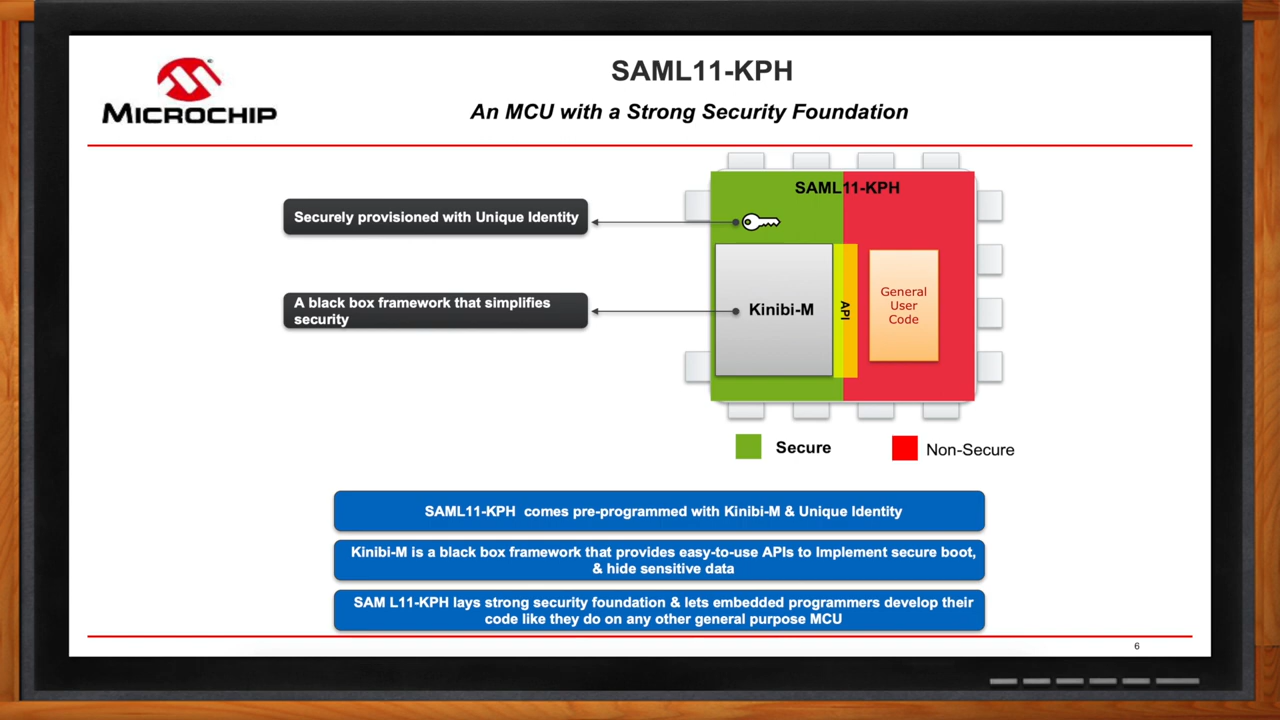 MICROCHIP
SAML11-KPH
An MCU with a Strong Security Foundation
SAML11-KPH
Securely provisioned with Unique Identity
A black box framework that simplifies
security
Kinibi-M
API
General
User
Code
Secure
Non-Secure
SAML11-KPH comes pre-programmed with Kinibi-M & Unique Identity
Kinibi-M is a black box framework that provides easy-to-use APIs to Implement secure boot,
& hide sensitive data
SAM L11-KPH lays strong security foundation & lets embedded programmers develop their
code like they do on any other general purpose MCU
6